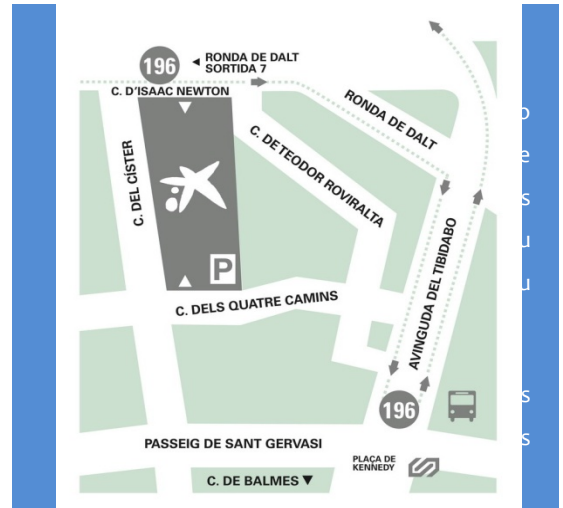 196
◄ RONDA DE DALT
SORTIDA 7
C. D'ISAAC NEWTON
RONDA DE DALT
C. DE TEODOR ROVIRALTA
C. DEL CÍSTER
P
AVINGUDA DEL TIBIDABO
C. DELS QUATRE CAMINS
196
PASSEIG DE SANT GERVASI
PLAÇA DE
KENNEDY
C. DE BALMES ▼